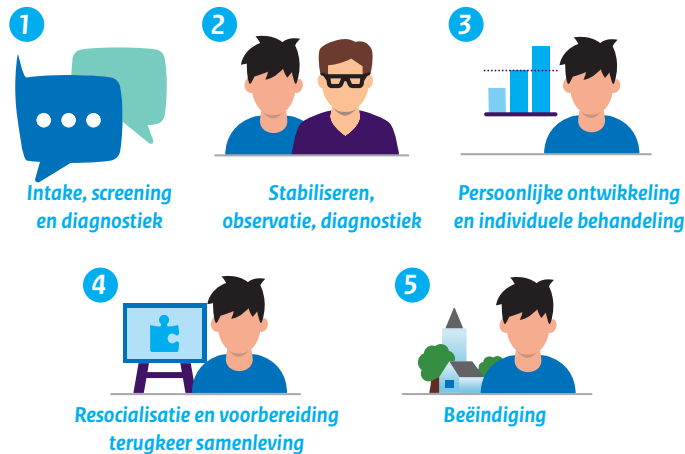 1
Intake, screening
en diagnostiek
2
Stabiliseren,
observatie, diagnostiek
3
Persoonlijke ontwikkeling
en individuele behandeling
4
Resocialisatie en voorbereiding
terugkeer samenleving
5
Beëindiging